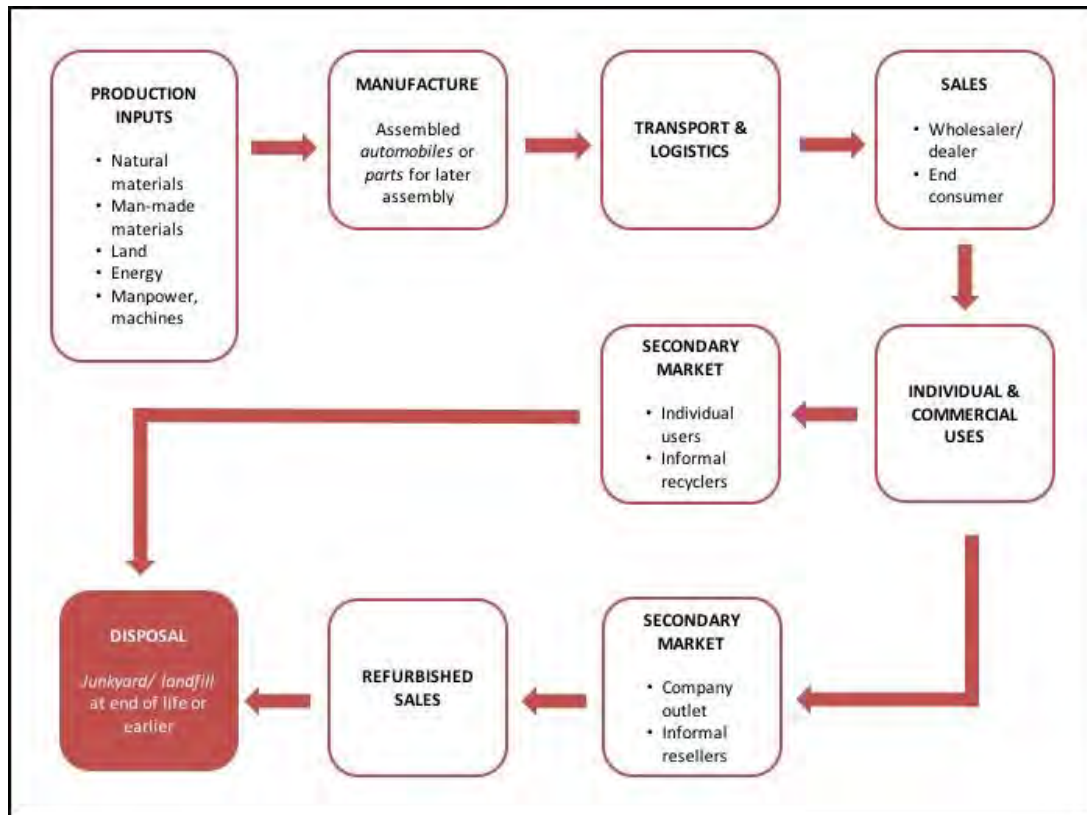 PRODUCTION
INPUTS
• Natural
materials
• Man-made
materials
• Land
• Energy
• Manpower,
machines
MANUFACTURE
Assembled
automobiles or
parts for later
assembly
TRANSPORT &
LOGISTICS
SALES
• Wholesaler/
dealer
• End
consumer
SECONDARY
MARKET
• Individual
users
• Informal
recyclers
INDIVIDUAL &
COMMERCIAL
USES
DISPOSAL
Junkyard/ landfill
at end of life or
earlier
REFURBISHED
SALES
SECONDARY
MARKET
• Company
outlet
• Informal
resellers